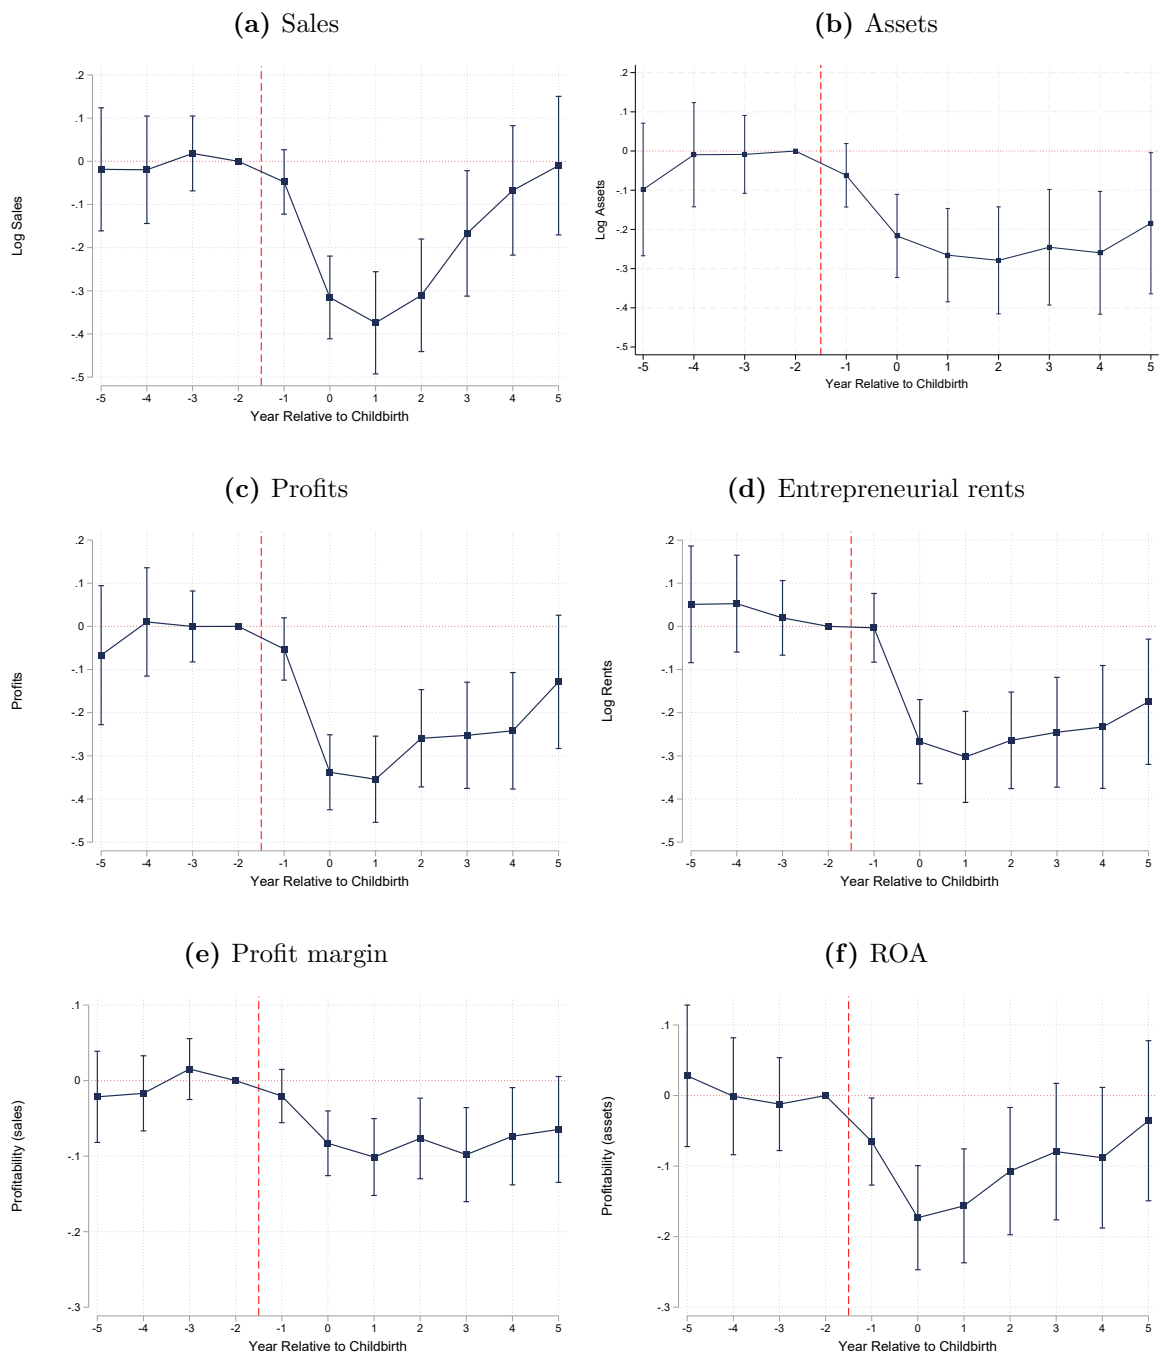 (a) Sales
.2
.1
0
-.1
-.2
-.3
-.4
-.5
Log Sales
-5 -4 -3 -2 -1 0 1 2 3 4 5
Year Relative to Childbirth
(b) Assets
.2
.1
0
-.1
-.2
-.3
-.4
-.5
Log Assets
-5 -4 -3 -2 -1 0 1 2 3 4 5
Year Relative to Childbirth
(c) Profits
.2
.1
0
-.1
-.2
-.3
-.4
-.5
Profits
-5 -4 -3 -2 -1 0 1 2 3 4 5
Year Relative to Childbirth
(d) Entrepreneurial rents
.2
.1
0
-.1
-.2
-.3
-.4
-.5
Log Rents
-5 -4 -3 -2 -1 0 1 2 3 4 5
Year Relative to Childbirth
(e) Profit margin
.1
0
-.1
-.2
-.3
Profitability (sales)
-5 -4 -3 -2 -1 0 1 2 3 4 5
Year Relative to Childbirth
(f) ROA
.1
0
-.1
-.2
-.3
Profitability (assets)
-5 -4 -3 -2 -1 0 1 2 3 4 5
Year Relative to Childbirth